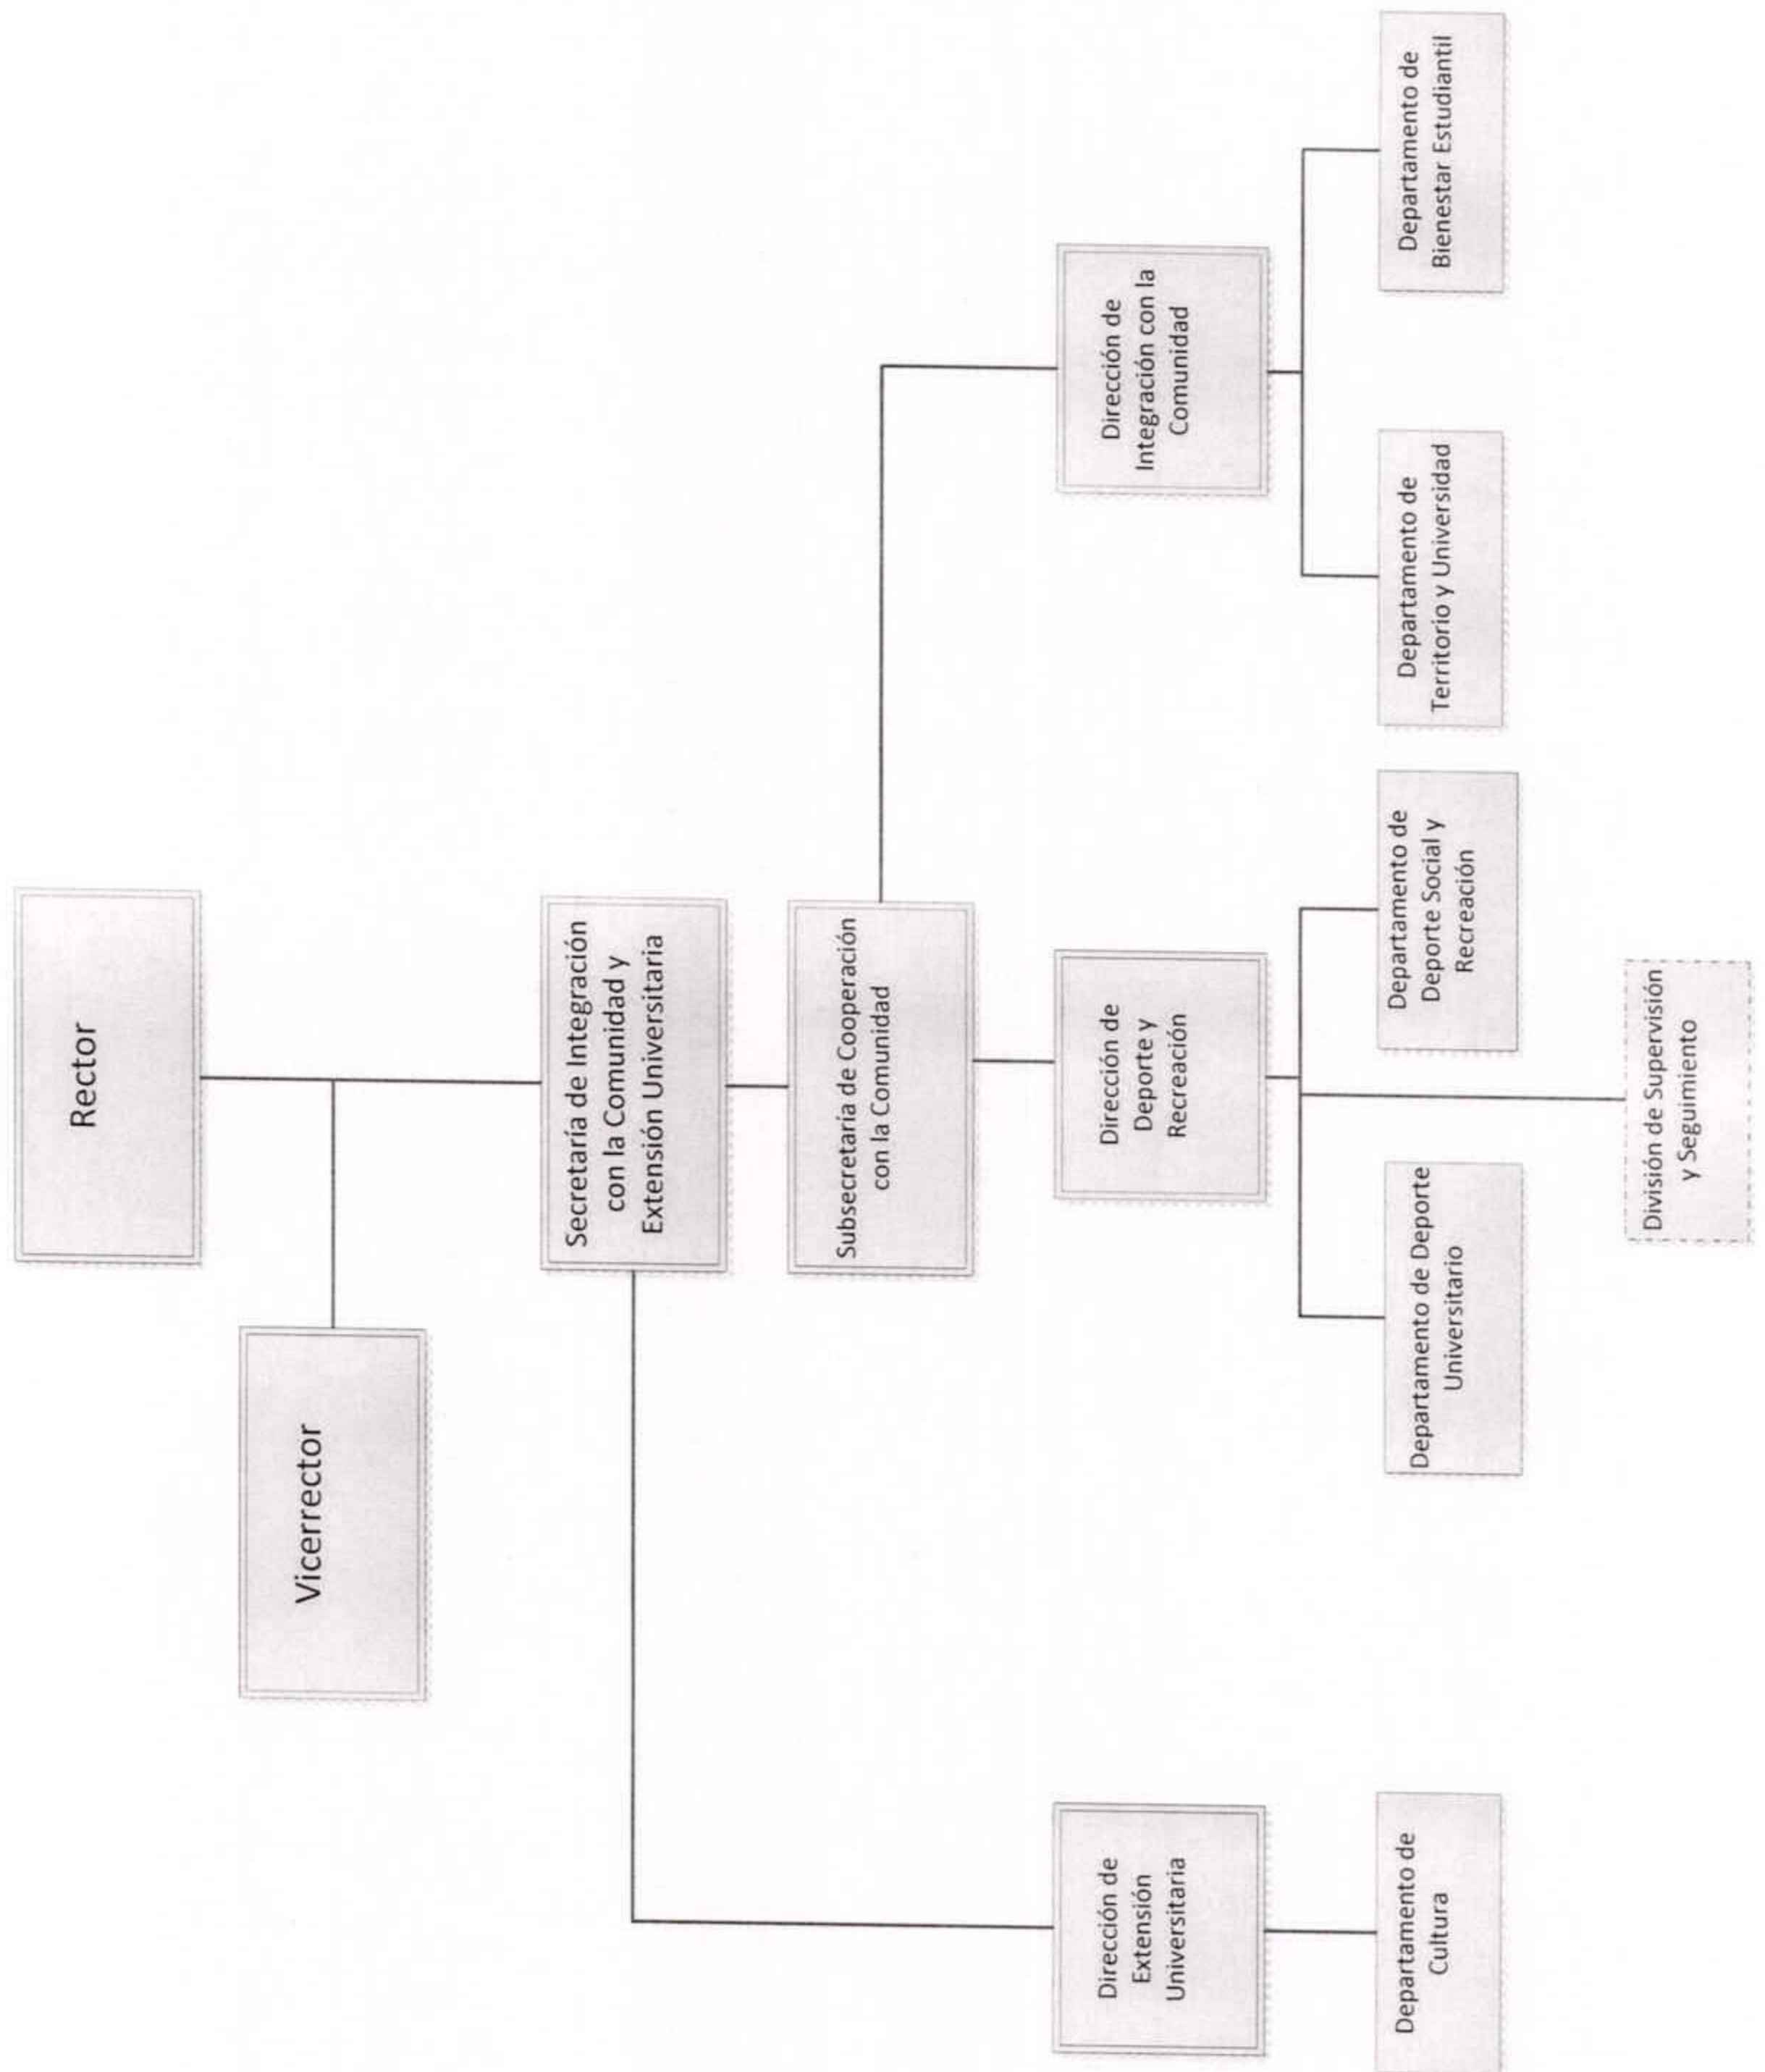 Rector
Vicerrector
Secretaría de Integración
con la Comunidad y
Extensión Universitaria
Subsecretaría de Cooperación
con la Comunidad
Dirección de
Extensión
Universitaria
Dirección de
Deporte y
Recreación
Dirección de
Integración con la
Comunidad
Departamento de
Cultura
Departamento de Deporte
Universitario
Departamento de
Deporte Social y
Recreación
Departamento de
Territorio y Universidad
Departamento de
Bienestar Estudiantil
División de Supervisión
y Seguimiento